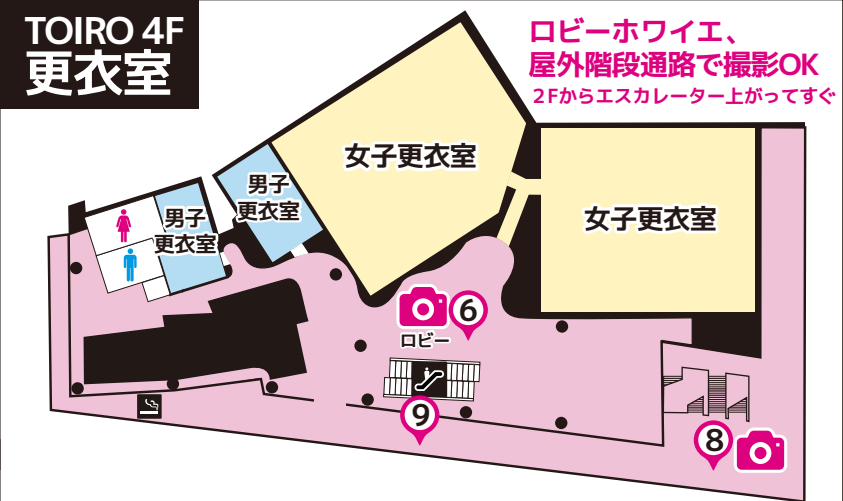 TOIRO 4F
更衣室
ロビーホワイエ、
屋外階段通路で撮影OK
2Fからエスカレーター上がってすぐ
女子更衣室
男子
更衣室
女子更衣室
男子
更衣室
6
ロビー
9
8